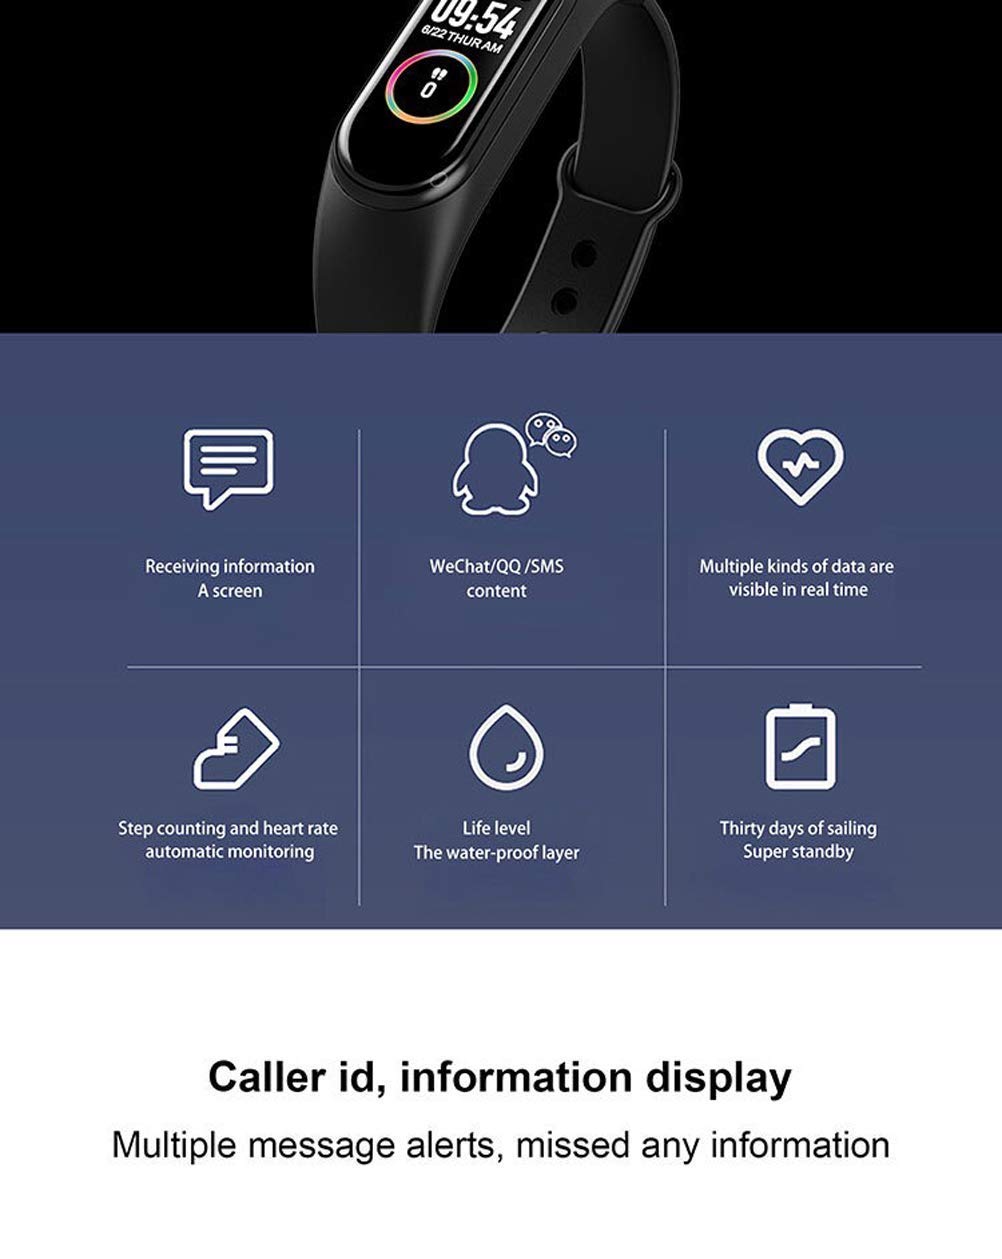 09:54
6/22 THUR AM
0
Receiving information
A screen
WeChat/QQ /SMS
content
Multiple kinds of data are
visible in real time
Step counting and heart rate
automatic monitoring
Life level
The water-proof layer
Thirty days of sailing
Super standby
Caller id, information display
Multiple message alerts, missed any information